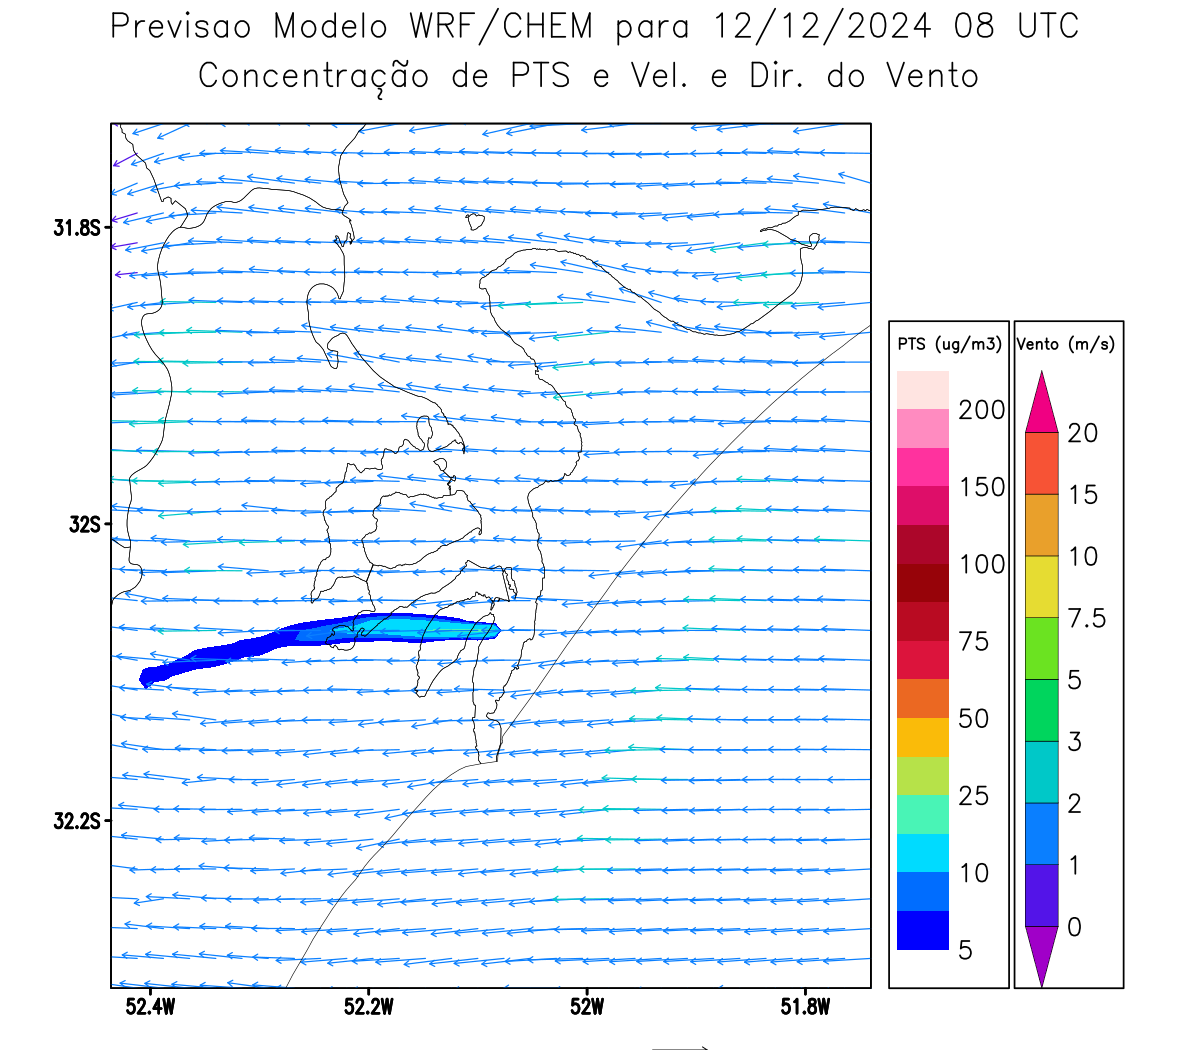 Previsao Modelo WRF/CHEM para 12/12/2024 08 UTC
Concentração de PTS e Vel. e Dir. do Vento
31.8S
32S
32.2S
52.4W
52.2W
52W
51.8W
PTS (ug/m3)
200
150
100
75
50
25
10
5
Vento (m/s)
20
15
10
7.5
5
3
2
1
0